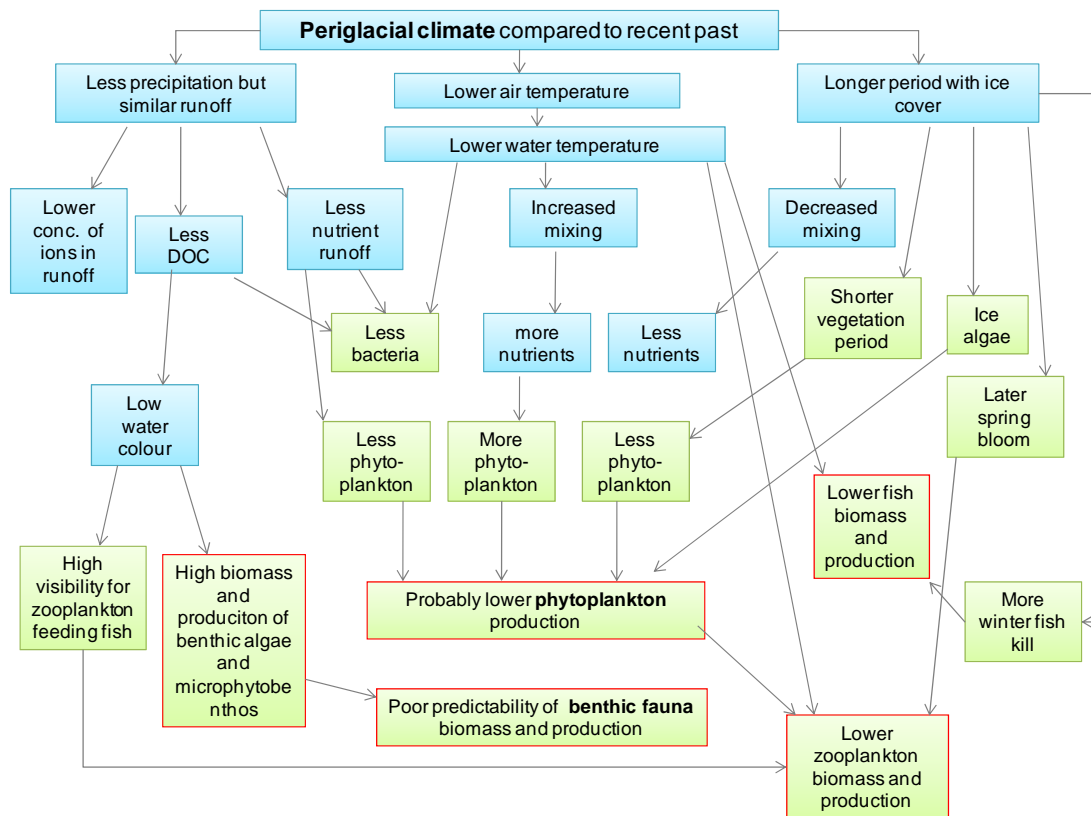 Periglacial climate compared to recent past
Less precipitation but
similar runoff
Lower air temperature
Longer period with ice
cover
Lower water temperature
Lower
conc. of
ions in
runoff
Less
DOC
Less
nutrient
runoff
Increased
mixing
Decreased
mixing
Less
bacteria
more
nutrients
Less
nutrients
Shorter
vegetation
period
Ice
algae
Low
water
colour
Less
phyto-
plankton
More
phyto-
plankton
Less
phyto-
plankton
Later
spring
bloom
Lower fish
biomass
and
production
High
visibility for
zooplankton
feeding fish
High biomass
and
produciton of
benthic algae
and
microphytobe
nthos
Probably lower phytoplankton
production
More
winter fish
kill
Poor predictability of benthic fauna
biomass and production
Lower
zooplankton
biomass and
production